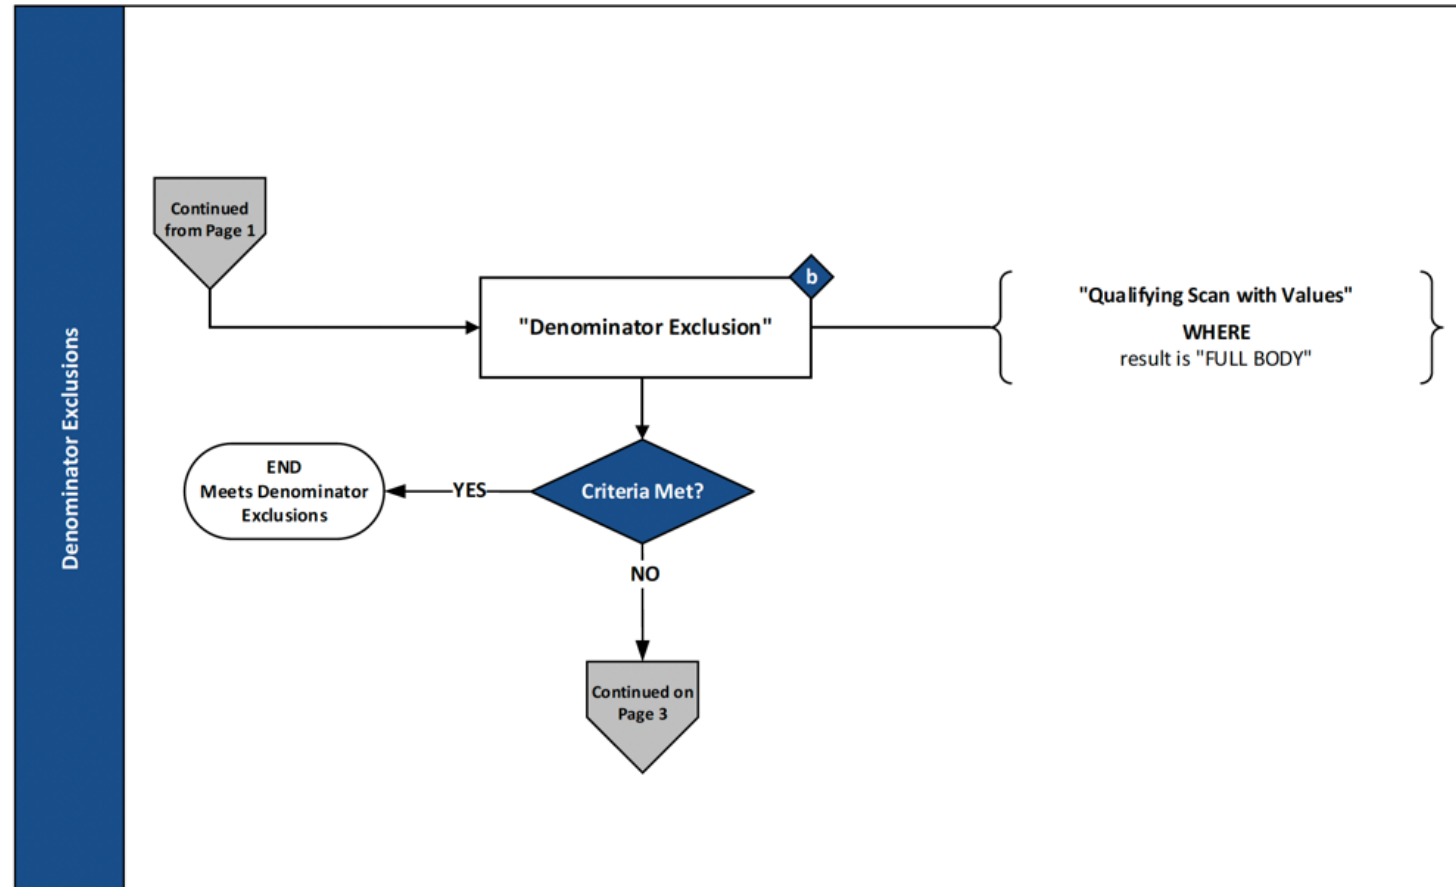 Denominator Exclusions
Continued
from Page 1
b
"Denominator Exclusion"
"Qualifying Scan with Values"
WHERE
result is "FULL BODY"
END
Meets Denominator
Exclusions
YES
Criteria Met?
NO
Continued on
Page 3